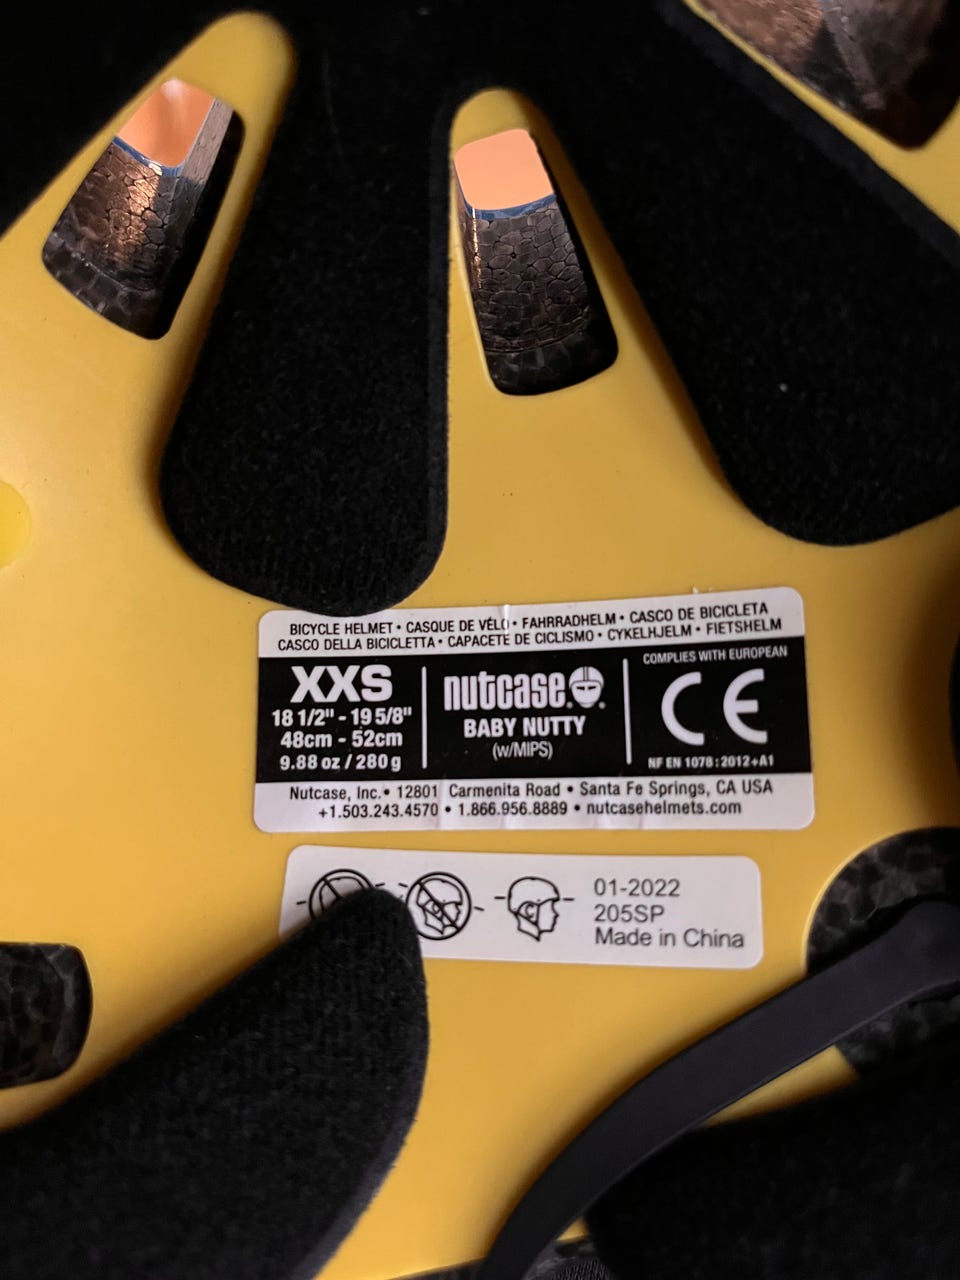 BICYCLE HELMET • CASQUE DE VÉLO • FAHRRADHELM • CASCO DE BICICLETA
CASCO DELLA BICICLETTA • CAPACETE DE CICLISMO • CYKELHJELM • FIETSHELM
XXS
18 1/2" - 19 5/8"
48cm - 52cm
9.88 oz / 280 g
nutcase
BABY NUTTY
(w/MIPS)
COMPLIES WITH EUROPEAN
CE
NF EN 1078 : 2012+A1
Nutcase, Inc. • 12801 Carmenita Road • Santa Fe Springs, CA USA
+1.503.243.4570 • 1.866.956.8889 • nutcasehelmets.com
01-2022
205SP
Made in China